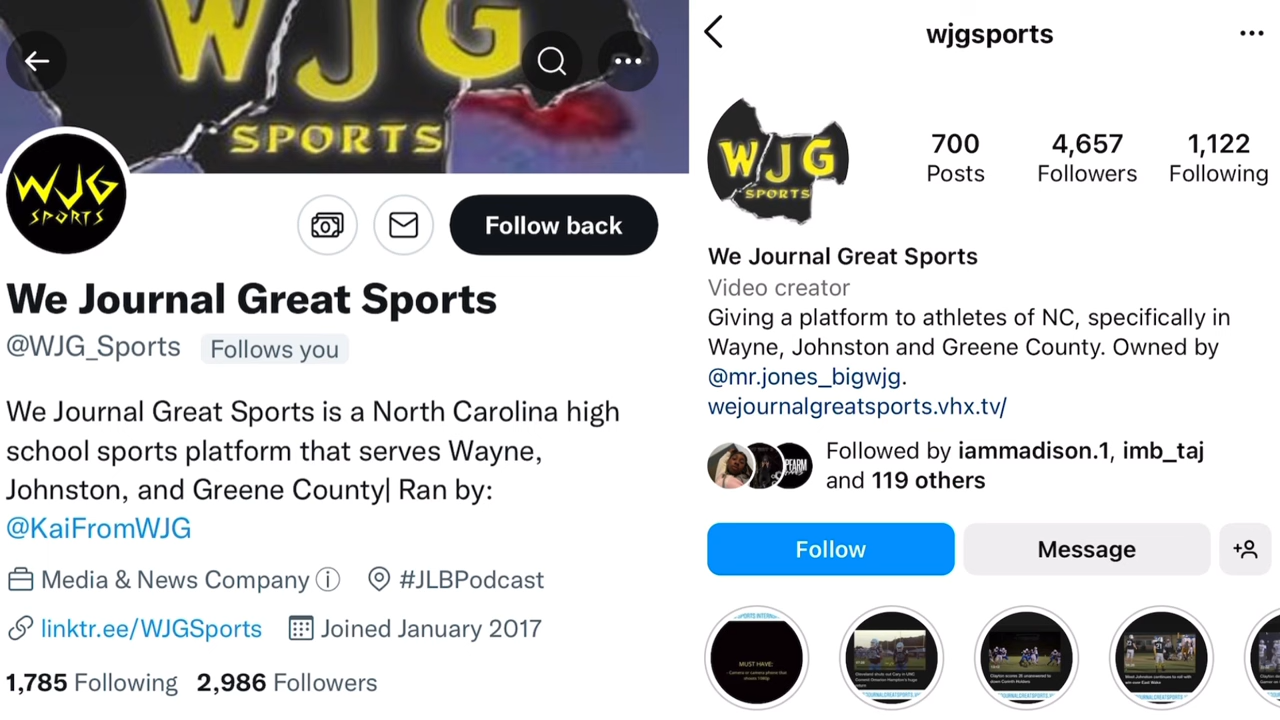 WJG
SPORTS
WJG
SPORTS
Follow back
We Journal Great Sports
@WJG_Sports Follows you
We Journal Great Sports is a North Carolina high
school sports platform that serves Wayne,
Johnston, and Greene County| Ran by:
@KaiFromWJG
Media & News Company #JLBPodcast
linktr.ee/WJGSports Joined January 2017
1,785 Following 2,986 Followers
wjgsports
WJG
SPORTS
700 4,657 1,122
Posts Followers Following
We Journal Great Sports
Video creator
Giving a platform to athletes of NC, specifically in
Wayne, Johnston and Greene County. Owned by
@mr.jones_bigwjg.
wejournalgreatsports.vhx.tv/
Followed by iammadison.1, imb_taj
and 119 others
Follow Message
MUST HAVE: